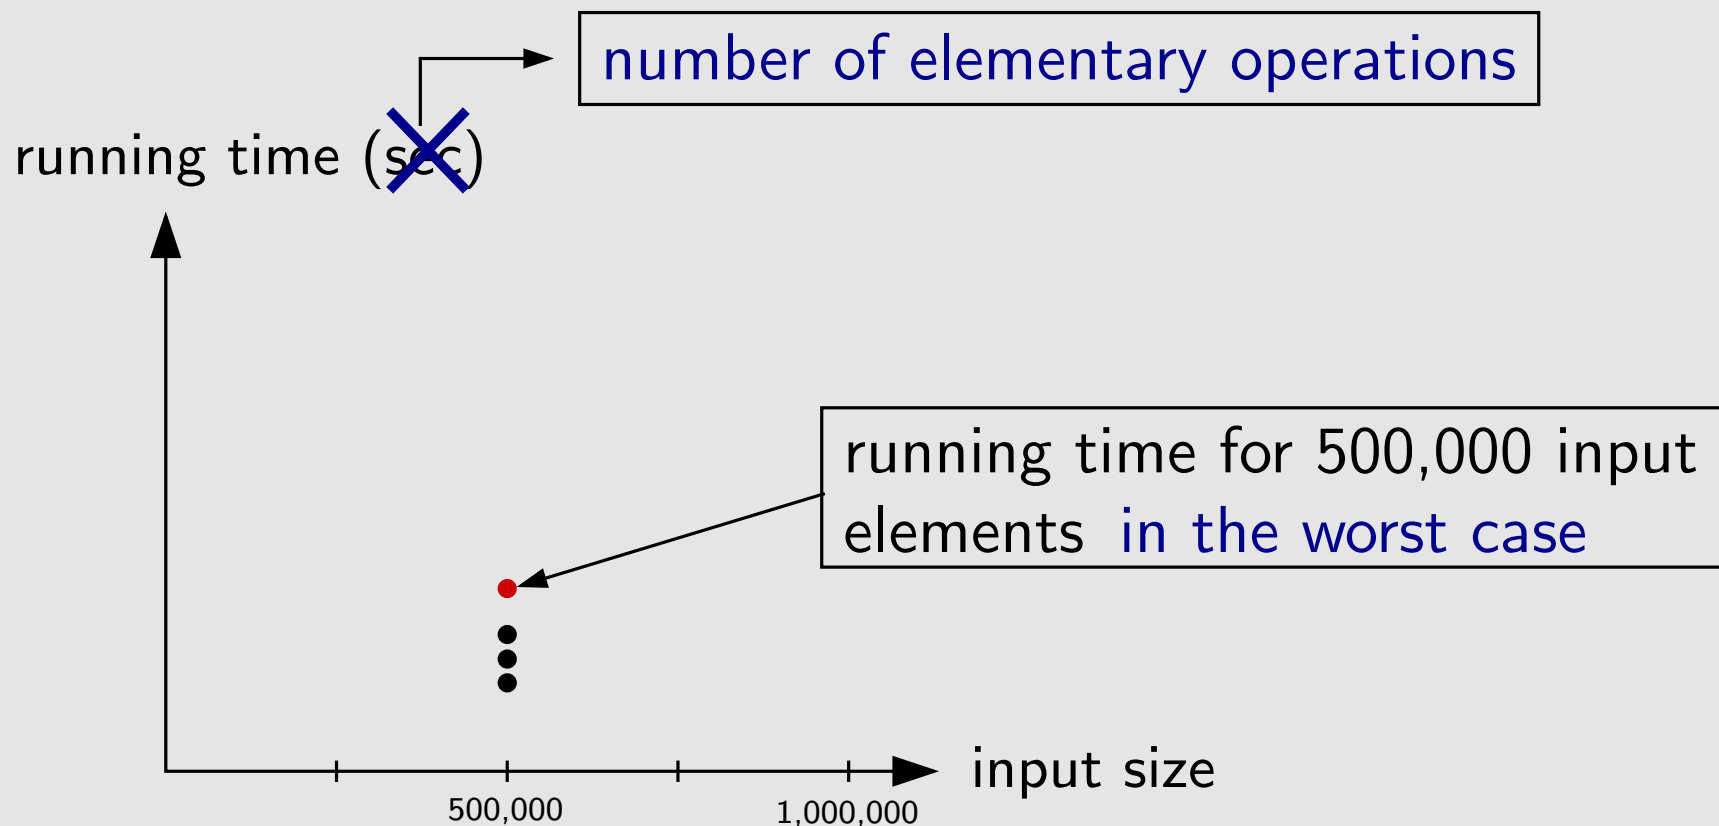 number of elementary operations
running time (sec)
running time for 500,000 input
elements in the worst case
input size
500,000
1,000,000